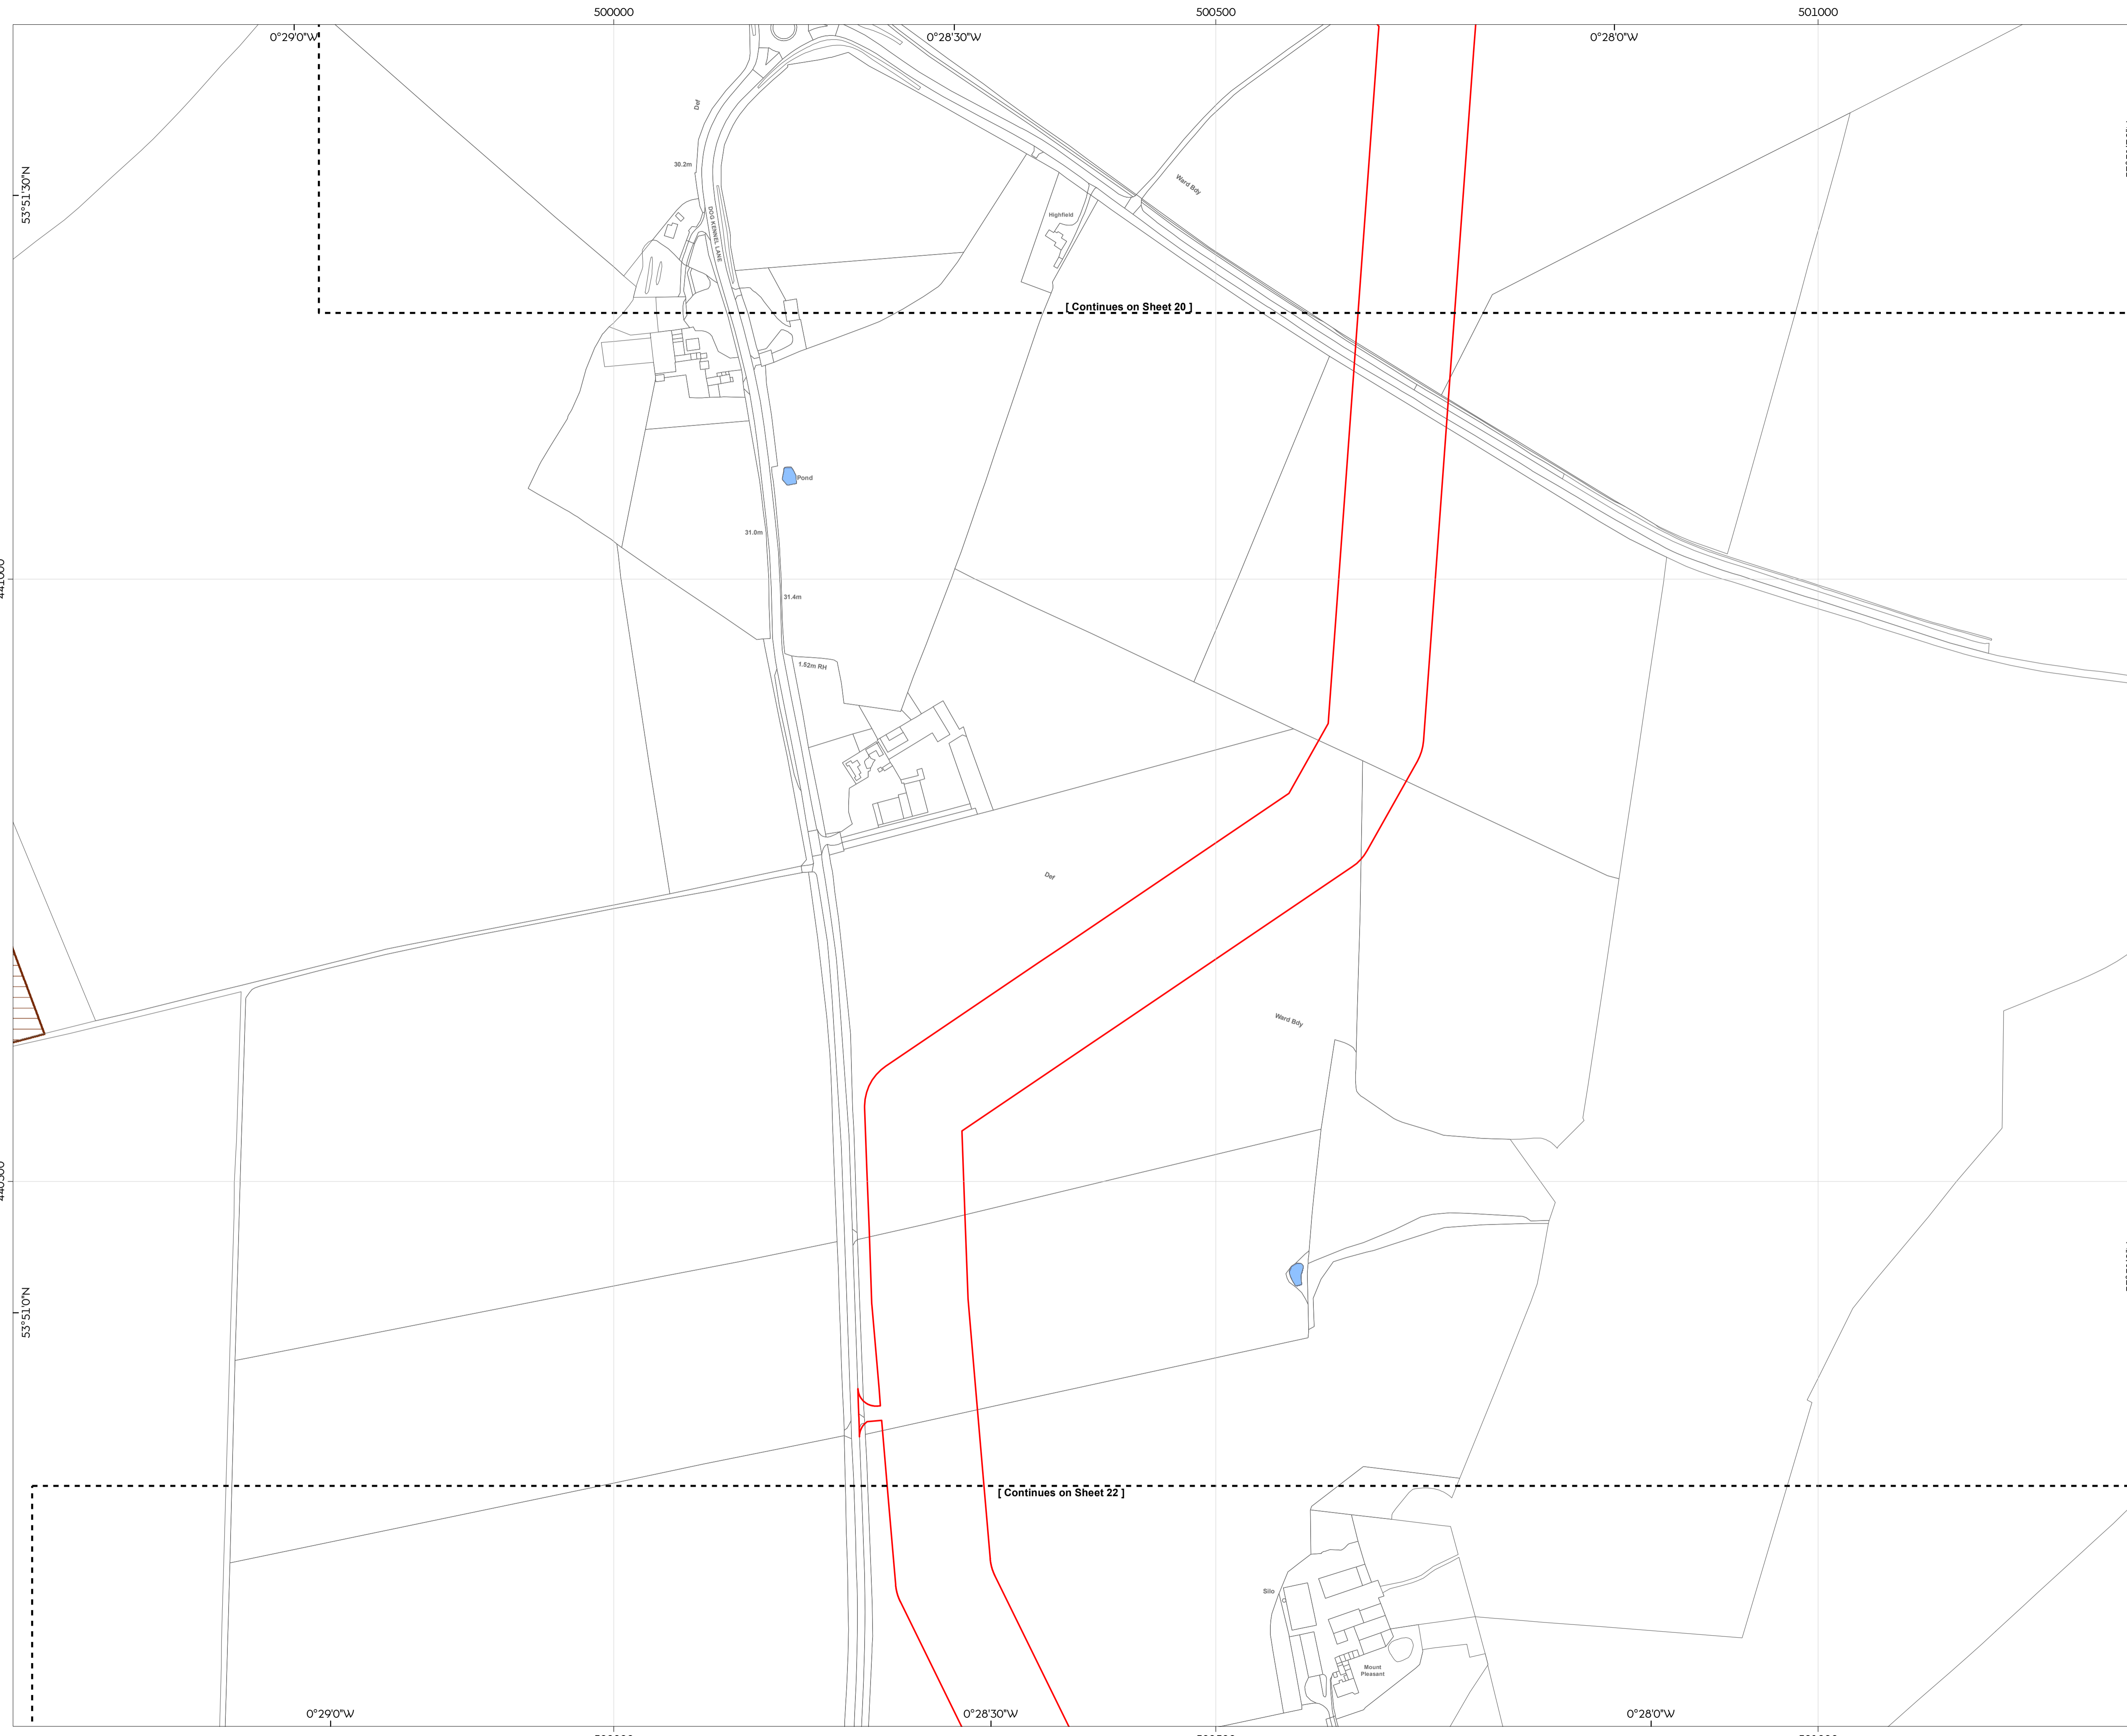 500000
500500
501000
0°29'0"W
0°28'30"W
0°28'0"W
Def
30.2m
53°51'30"N
Ward Bdy
DOG KENNEL LANE
Highfield
[ Continues on Sheet 20 ]
Pond
31.0m
31.4m
1.52m RH
Def
Ward Bdy
53°51'0"N
[ Continues on Sheet 22 ]
Silo
Mount
Pleasant
0°29'0"W
0°28'30"W
0°28'0"W